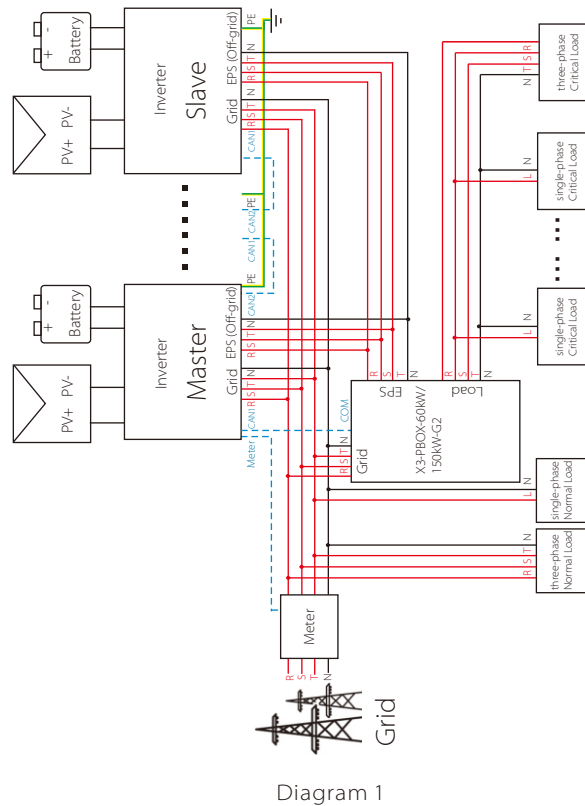 Battery
+ -
PV+ PV-
Inverter
Slave
Grid
EPS (Off-grid)
CAN1
R S T N
R S T N
PE
PE
CAN2
CAN1
Battery
+ -
PV+ PV-
Inverter
Master
Grid
EPS (Off-grid)
Meter
CAN1
R S T N
R S T N
CAN2
PE
COM
R S T N
Grid
X3-PBOX-60kW/
150kW-G2
EPS
R
S
T
N
Load
R
S
T
N
three-phase
Critical Load
N T S R
single-phase
Critical Load
L N
single-phase
Critical Load
L N
single-phase
Normal Load
L N
three-phase
Normal Load
R S T N
Meter
R
S
T
N
Grid
Diagram 1